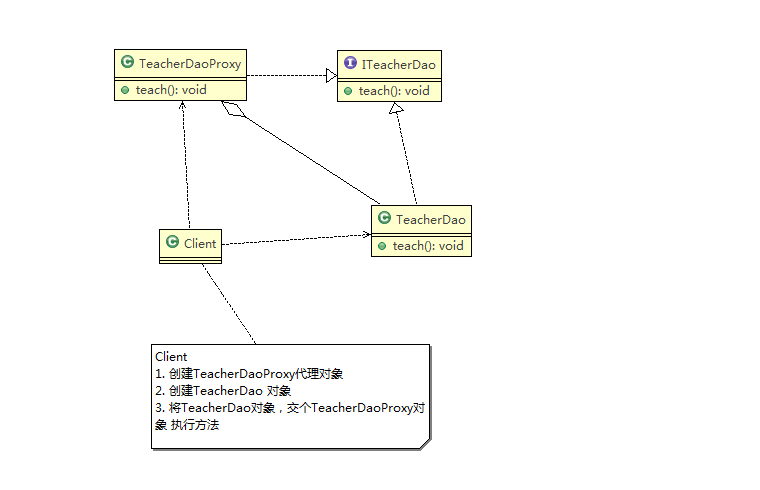 TeacherDaoProxy
teach(): void
ITeacherDao
teach(): void
TeacherDao
teach(): void
Client
Client
1. 创建TeacherDaoProxy代理对象
2. 创建TeacherDao 对象
3. 将TeacherDao对象，交个TeacherDaoProxy对
象 执行方法